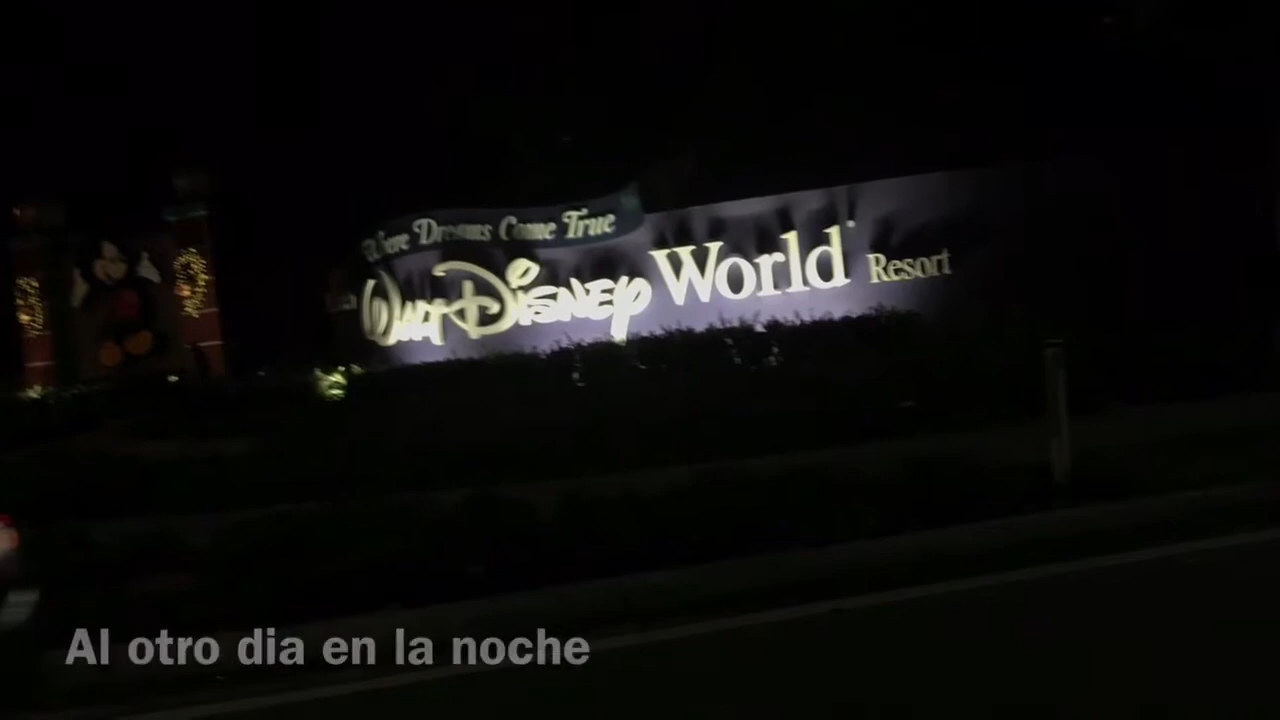 Where Dreams Come True
Walt Disney World Resort
Al otro dia en la noche